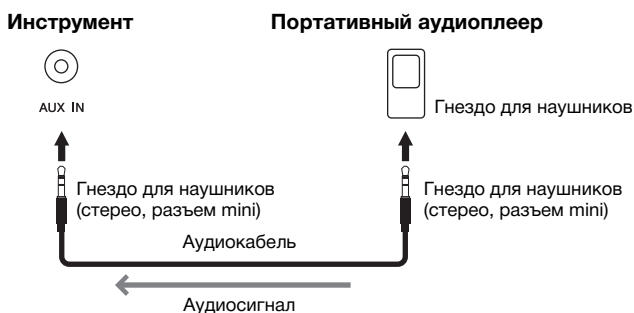 Инструмент
Портативный аудиоплеер
AUX IN
Гнездо для наушников
Гнездо для наушников
(стерео, разъем mini)
Гнездо для наушников
(стерео, разъем mini)
Аудиокабель
Аудиосигнал